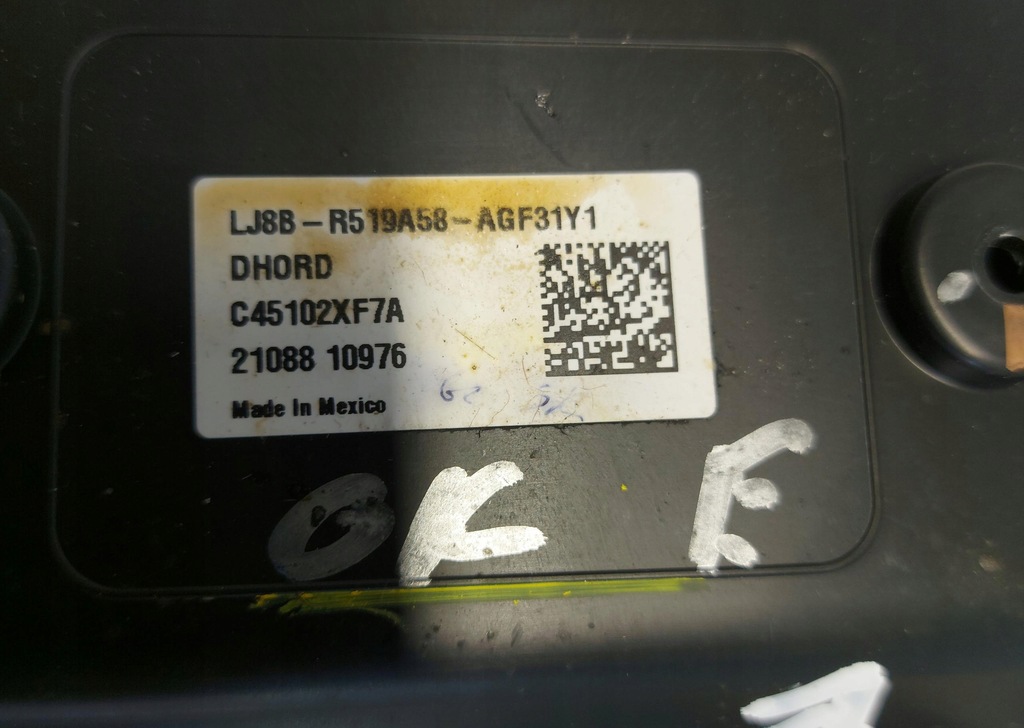 LJ8B-R519A58-AGF31Y1
DHORD
C45102XF7A
21088 10976
Made In Mexico
OK E